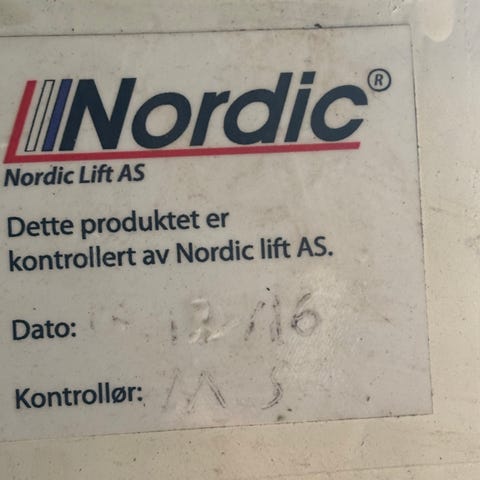 Nordic®
Nordic Lift AS
Dette produktet er
kontrollert av Nordic lift AS.
Dato: 12/16
Kontrollør: M S